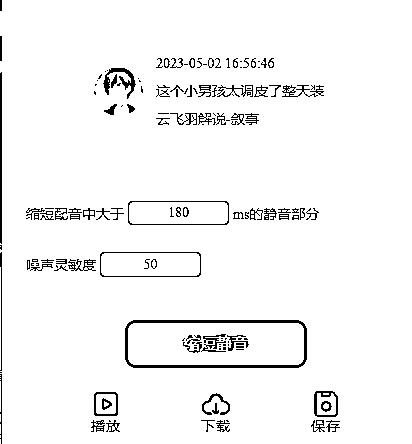 2023-05-02 16:56:46
这个小男孩太调皮了整天装
云飞羽解说-叙事
缩短配音中大于 180 ms的静音部分
噪声灵敏度 50
缩短静音
播放 下载 保存